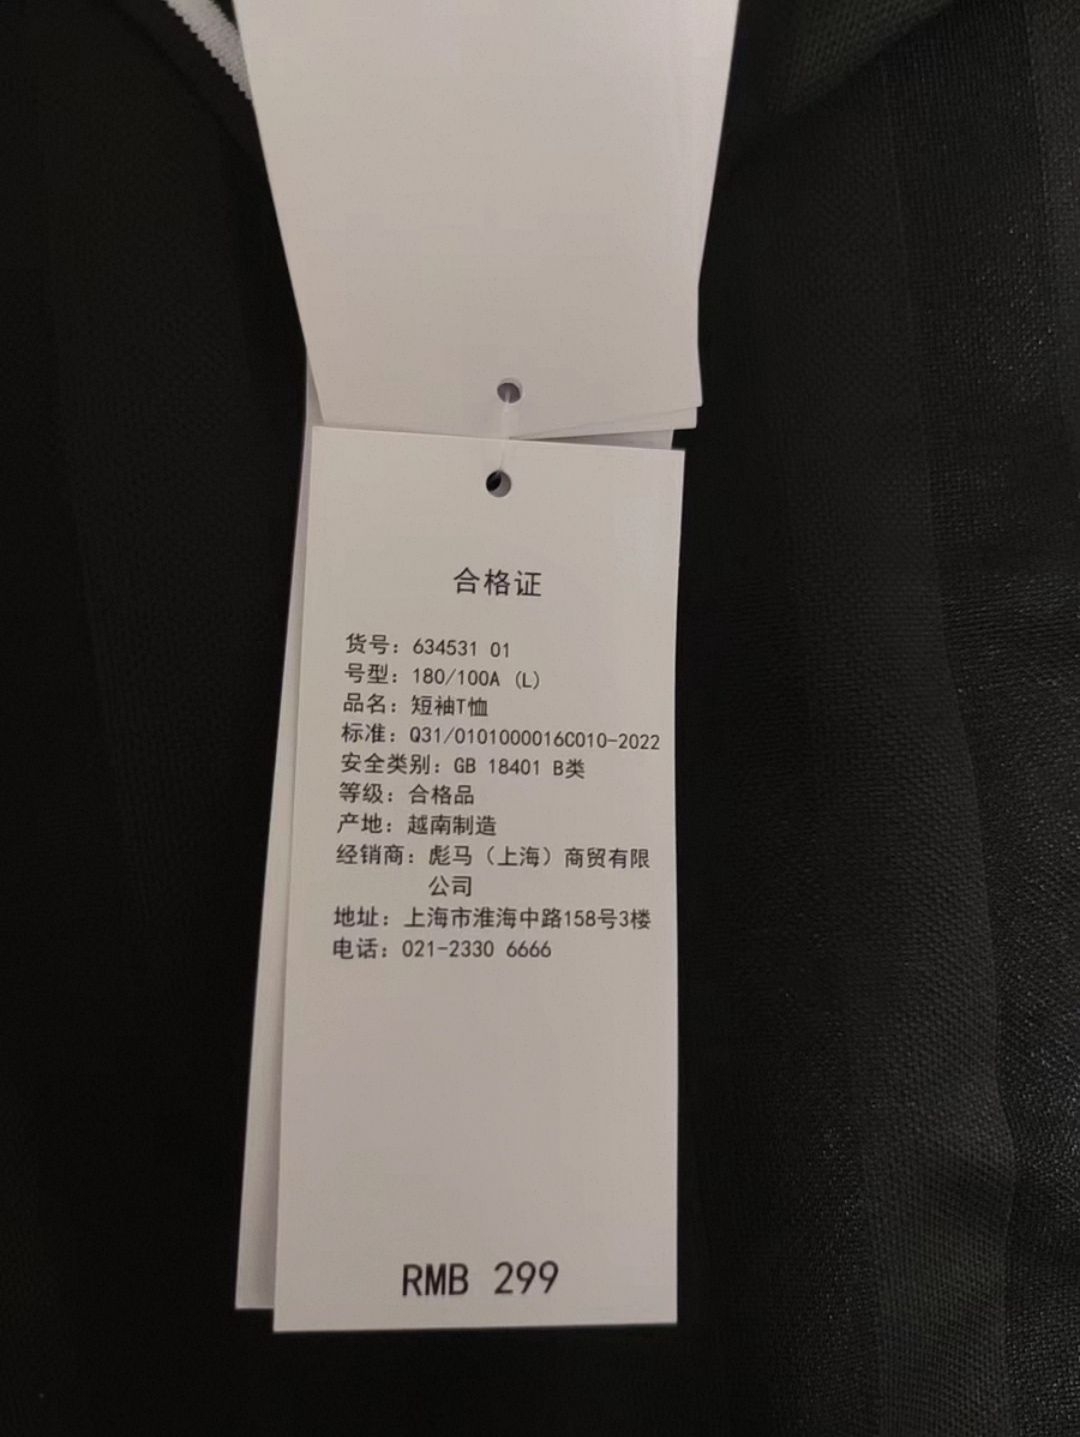 合格证
货号：634531 01
号型：180/100A (L)
品名：短袖T恤
标准：Q31/0101000016C010-2022
安全类别：GB 18401 B类
等级：合格品
产地：越南制造
经销商：彪马（上海）商贸有限
公司
地址：上海市淮海中路158号3楼
电话：021-2330 6666
RMB 299